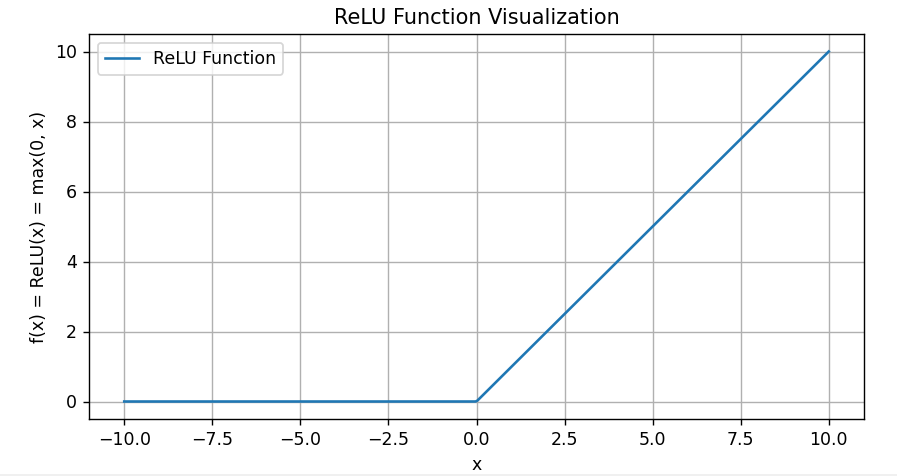 ReLU Function Visualization
ReLU Function
f(x) = ReLU(x) = max(0, x)
10
8
6
4
2
0
−10.0 −7.5 −5.0 −2.5 0.0 2.5 5.0 7.5 10.0
x